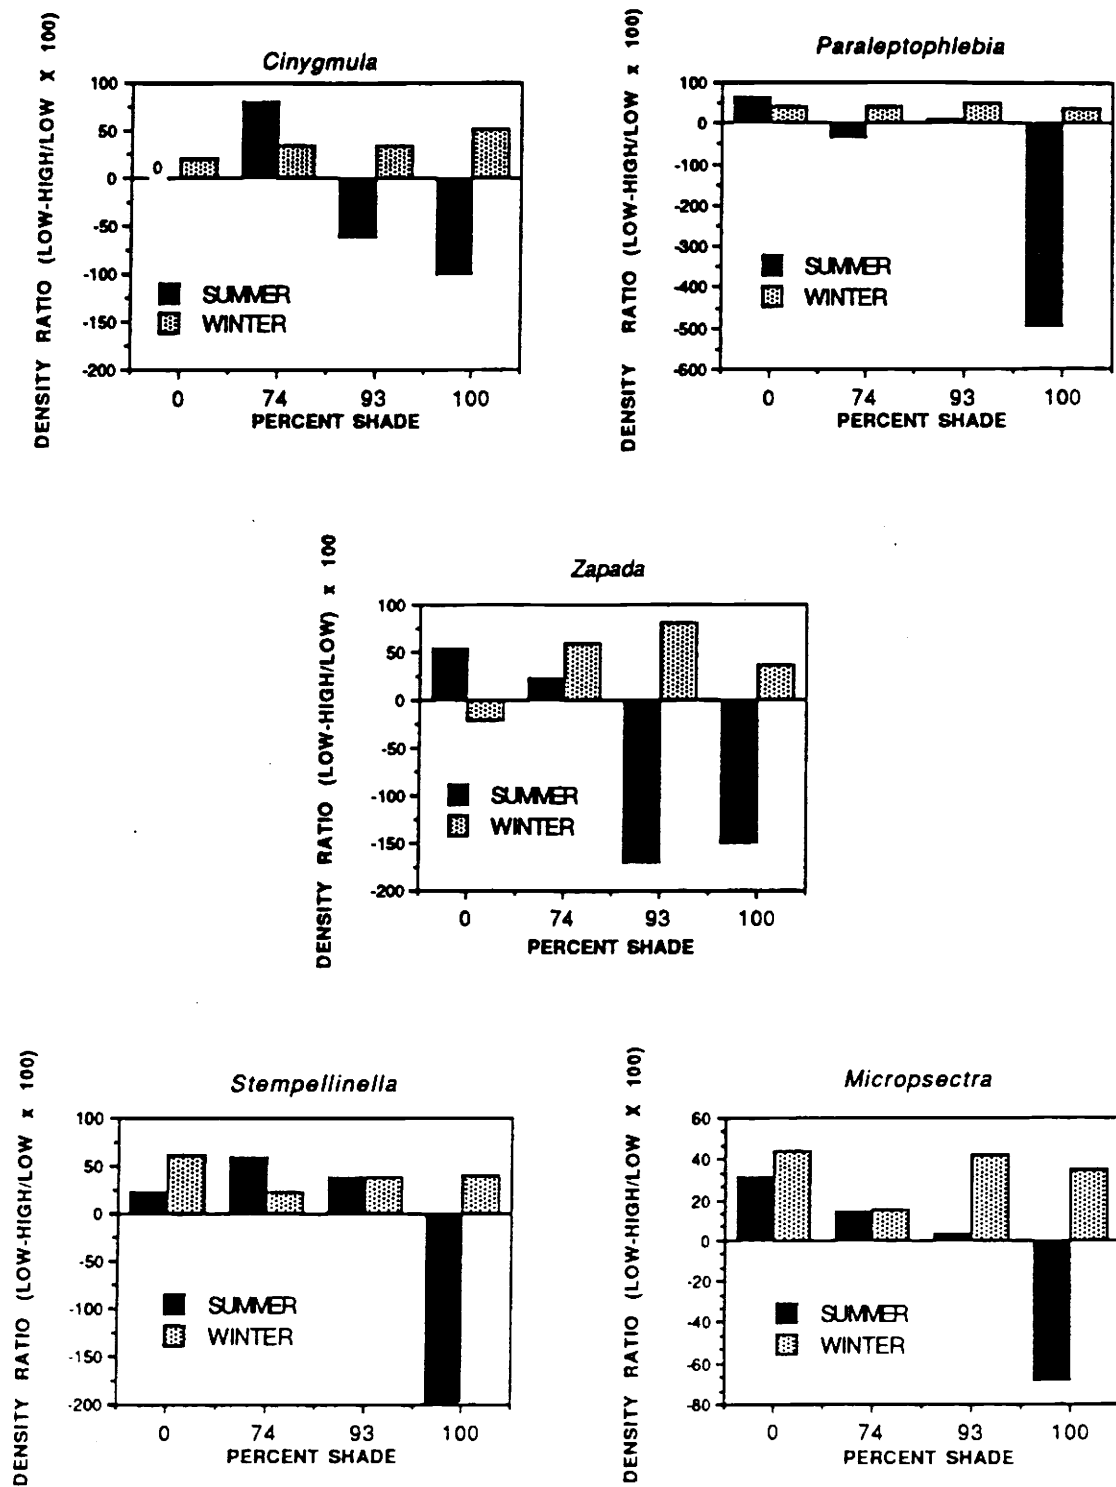 Cinygmula
DENSITY RATIO (LOW-HIGH/LOW X 100)
100
50
0
-50
-100
-150
-200
0
SUMMER
WINTER
0 74 93 100
PERCENT SHADE
Paraleptophlebia
DENSITY RATIO (LOW-HIGH/LOW x 100)
100
0
-100
-200
-300
-400
-500
-600
SUMMER
WINTER
0 74 93 100
PERCENT SHADE
Zapada
DENSITY RATIO (LOW-HIGH/LOW) x 100
100
50
0
-50
-100
-150
-200
SUMMER
WINTER
0 74 93 100
PERCENT SHADE
Stempellinella
DENSITY RATIO (LOW-HIGH/LOW x 100)
100
50
0
-50
-100
-150
-200
SUMMER
WINTER
0 74 93 100
PERCENT SHADE
Micropsectra
DENSITY RATIO (LOW-HIGH/LOW X 100)
60
40
20
0
-20
-40
-60
-80
SUMMER
WINTER
0 74 93 100
PERCENT SHADE